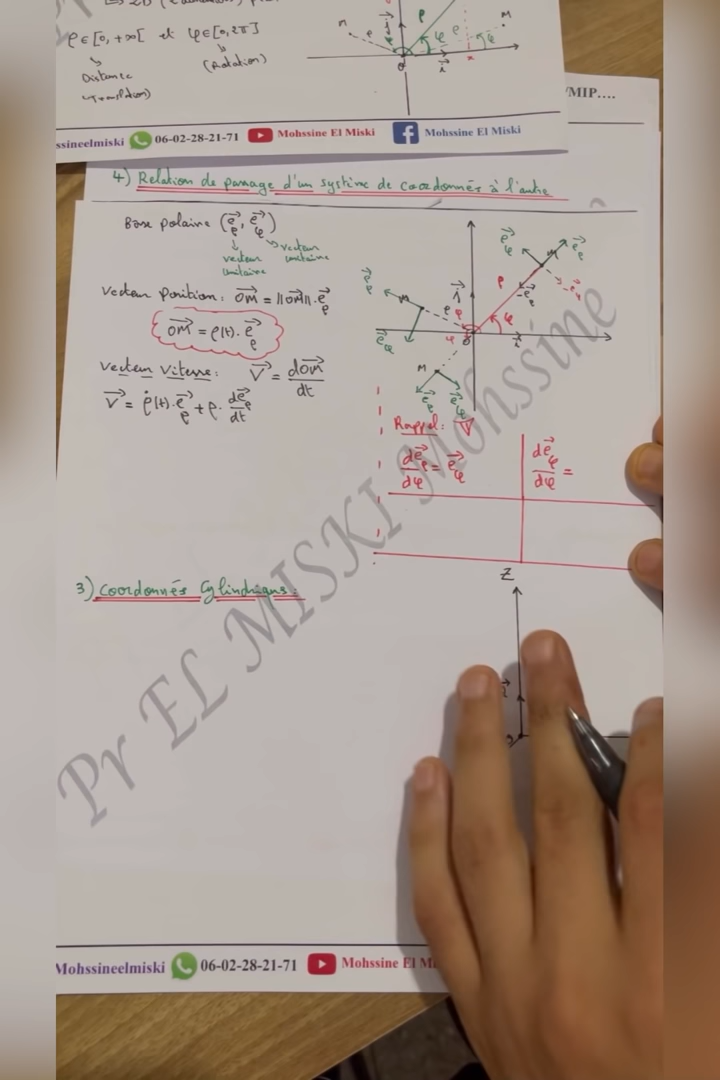 ρ ∈ [0, +∞[ et φ ∈ [0, 2π]
Distance
(Translation)
(Rotation)
/MIP....
ssineelmiski 06-02-28-21-71 Mohssine El Miski Mohssine El Miski
4) Relation de passage d'un système de coordonnés à l'autre
Base polaire (e⃗ρ, e⃗φ)
vecteur unitaire
vecteur unitaire
Vecteur Position : OM⃗ = ||OM⃗||. e⃗ρ
OM⃗ = ρ(t). e⃗ρ
Vecteur Vitesse : V⃗ = dOM⃗/dt
V⃗ = ρ̇(t). e⃗ρ + ρ. de⃗ρ/dt
Rappel :
de⃗ρ/dφ = e⃗φ
de⃗φ/dφ =
3) Coordonnés Cylindriques :
Z
Pr EL MISKI Mohssine
Mohssineelmiski 06-02-28-21-71 Mohssine El M